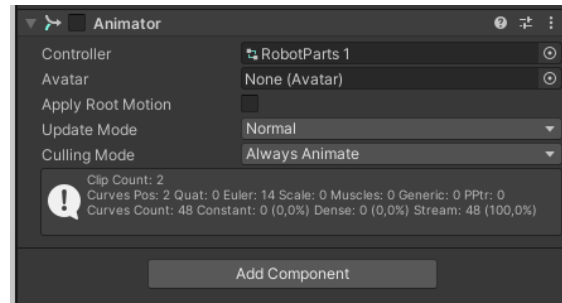 Animator
Controller RobotParts 1
Avatar None (Avatar)
Apply Root Motion
Update Mode Normal
Culling Mode Always Animate
Clip Count: 2
Curves Pos: 2 Quat: 0 Euler: 14 Scale: 0 Muscles: 0 Generic: 0 PPtr: 0
Curves Count: 48 Constant: 0 (0,0%) Dense: 0 (0,0%) Stream: 48 (100,0%)
Add Component